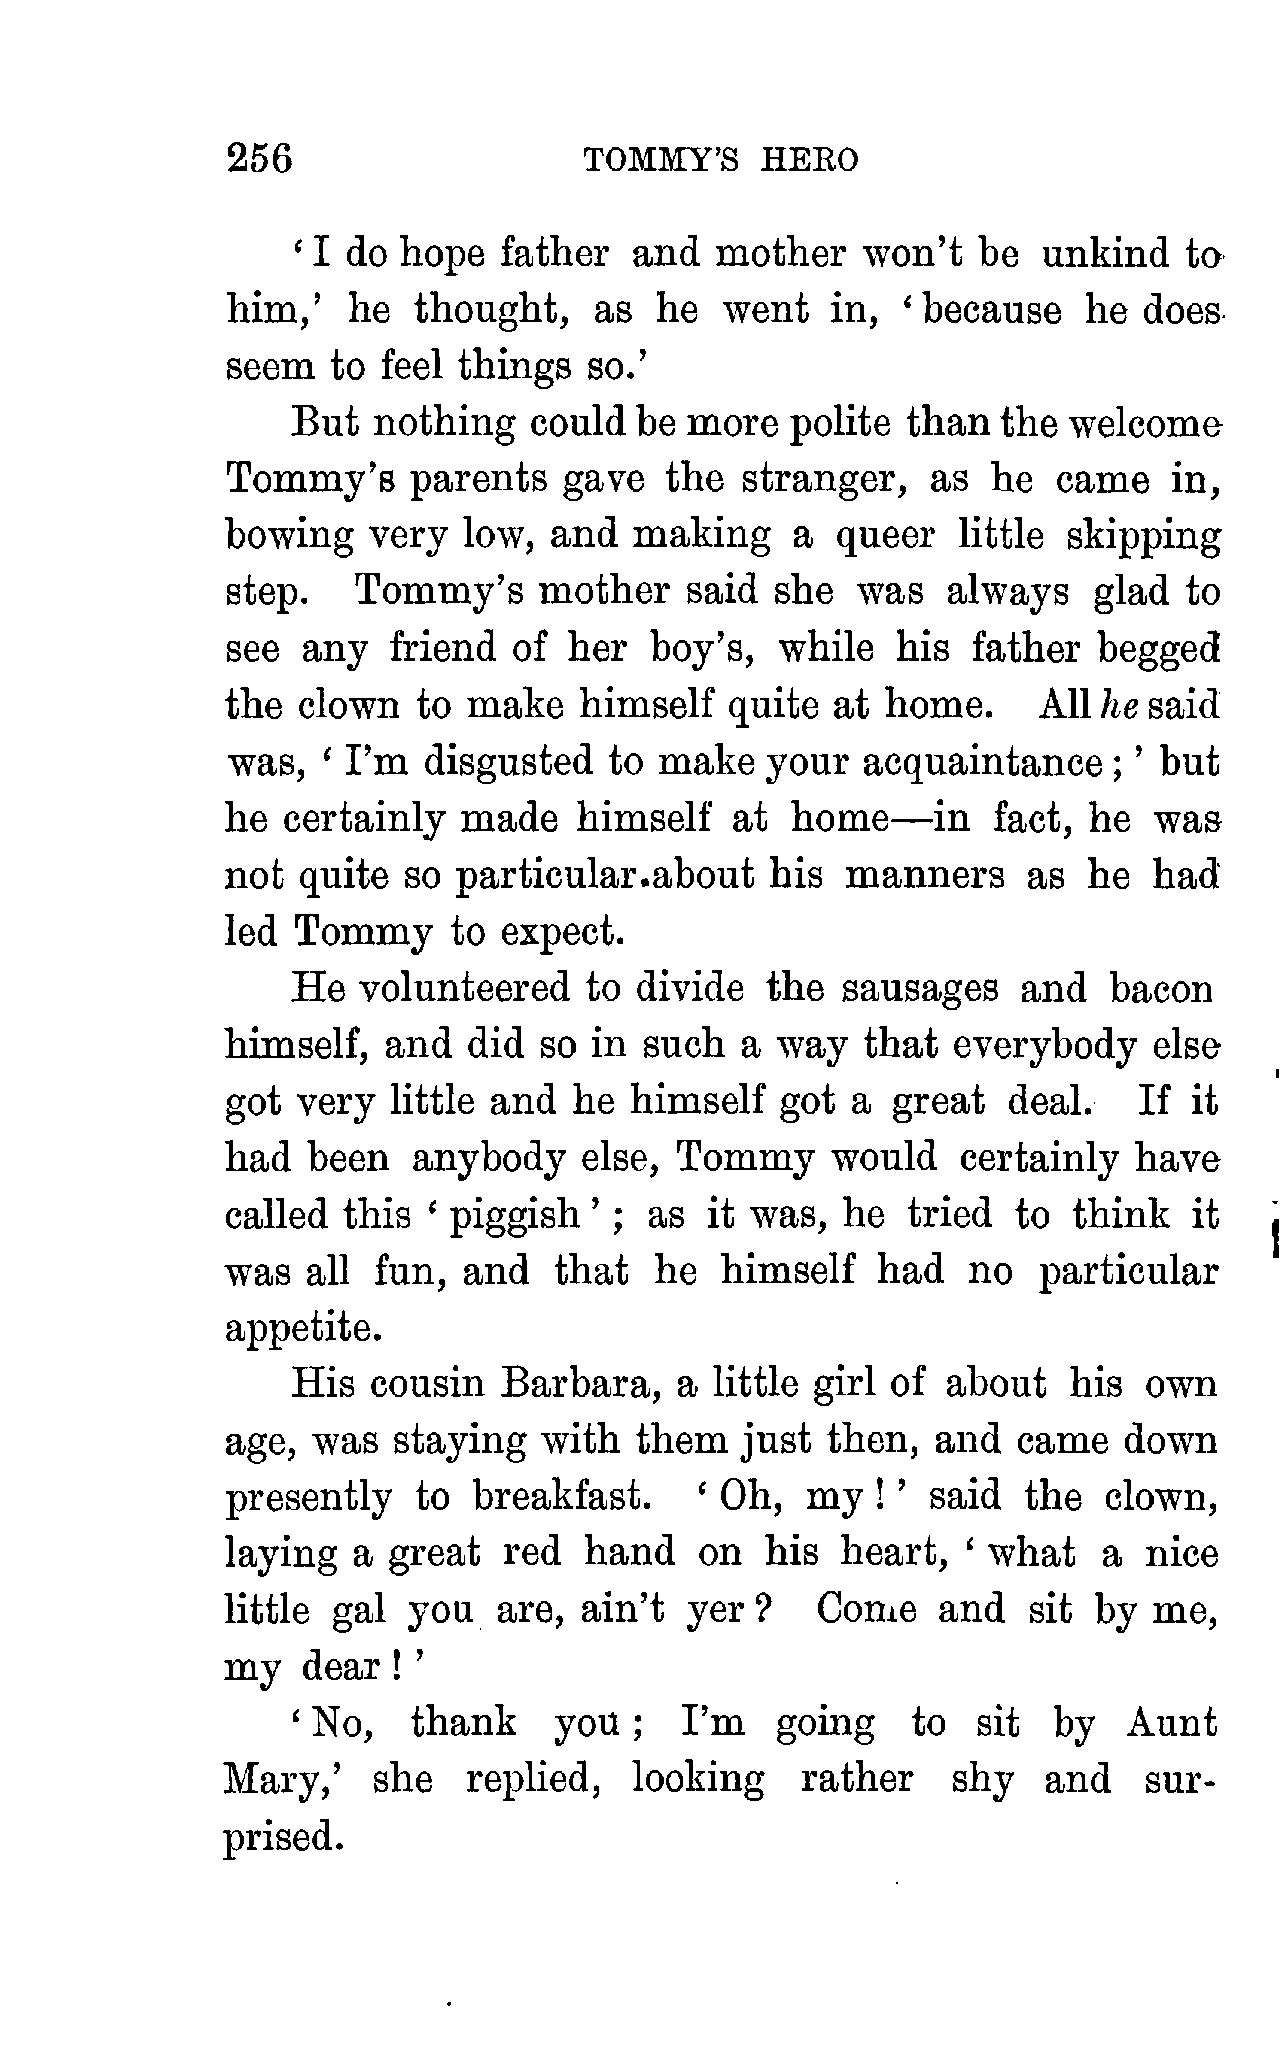 256 TOMMY'S HERO
‘I do hope father and mother won't be unkind to
him,’ he thought, as he went in, ‘because he does
seem to feel things so.’
But nothing could be more polite than the welcome
Tommy's parents gave the stranger, as he came in,
bowing very low, and making a queer little skipping
step. Tommy's mother said she was always glad to
see any friend of her boy's, while his father begged
the clown to make himself quite at home. All he said
was, ‘I'm disgusted to make your acquaintance;’ but
he certainly made himself at home—in fact, he was
not quite so particular about his manners as he had
led Tommy to expect.
He volunteered to divide the sausages and bacon
himself, and did so in such a way that everybody else
got very little and he himself got a great deal. If it
had been anybody else, Tommy would certainly have
called this ‘piggish’; as it was, he tried to think it
was all fun, and that he himself had no particular
appetite.
His cousin Barbara, a little girl of about his own
age, was staying with them just then, and came down
presently to breakfast. ‘Oh, my!’ said the clown,
laying a great red hand on his heart, ‘what a nice
little gal you are, ain't yer? Come and sit by me,
my dear!’
‘No, thank you; I'm going to sit by Aunt
Mary,’ she replied, looking rather shy and sur-
prised.